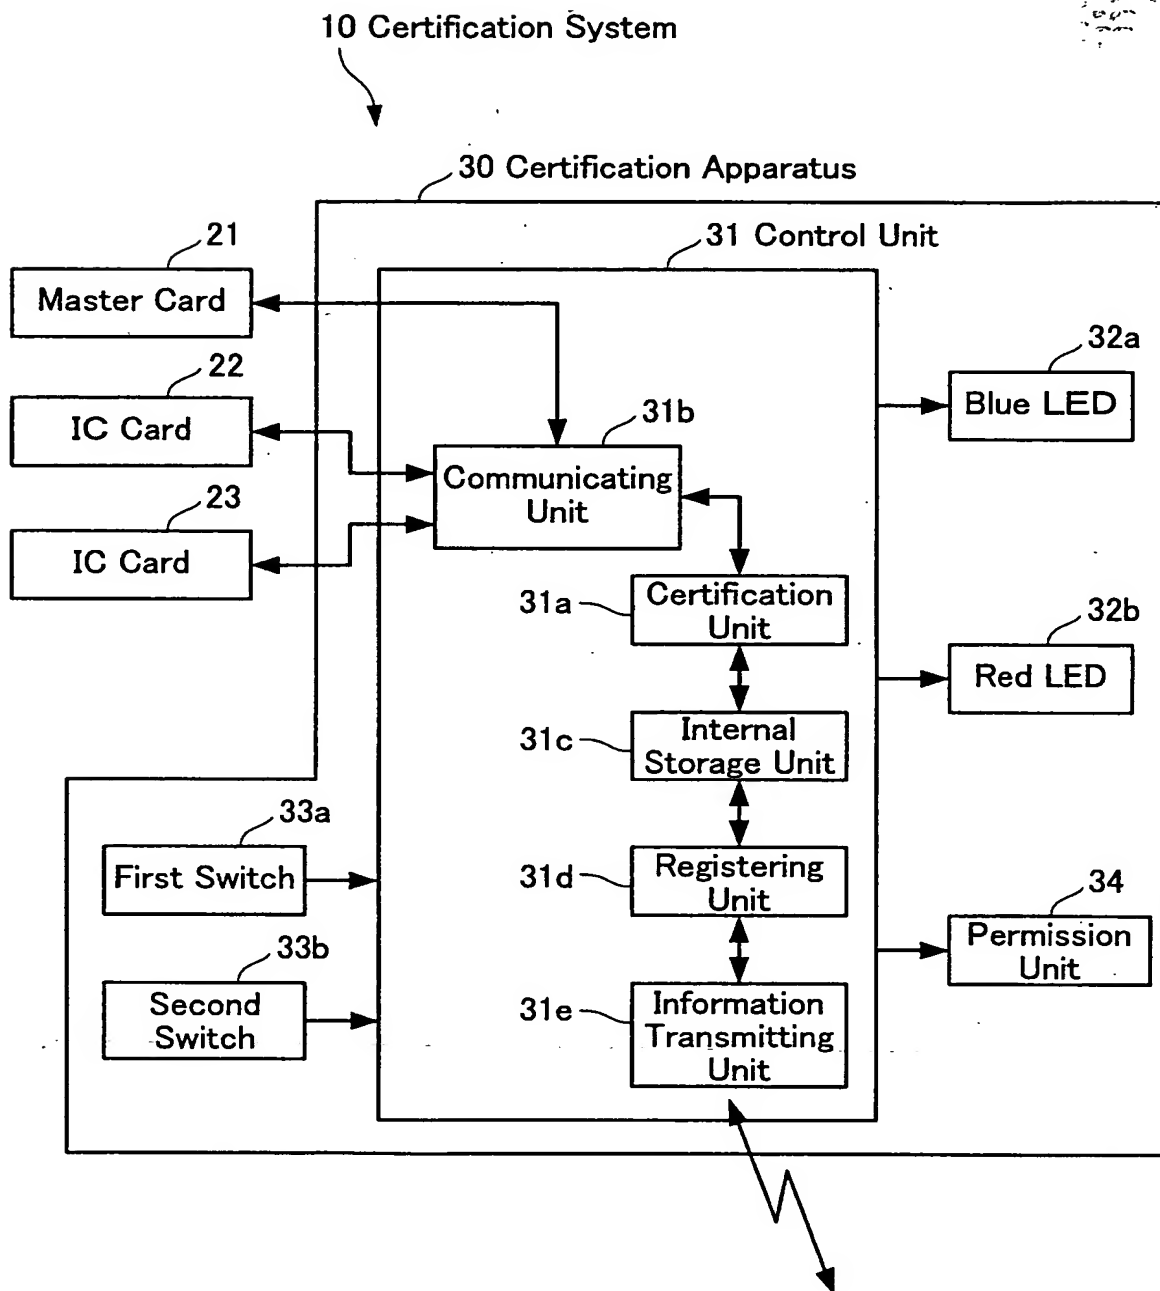 10 Certification System
30 Certification Apparatus
21
31 Control Unit
Master Card
22
32a
IC Card
31b
Blue LED
Communicating
Unit
23
IC Card
31a
Certification
Unit
32b
Red LED
31c
Internal
Storage Unit
33a
First Switch
31d
Registering
Unit
34
Permission
Unit
33b
Second
Switch
31e
Information
Transmitting
Unit